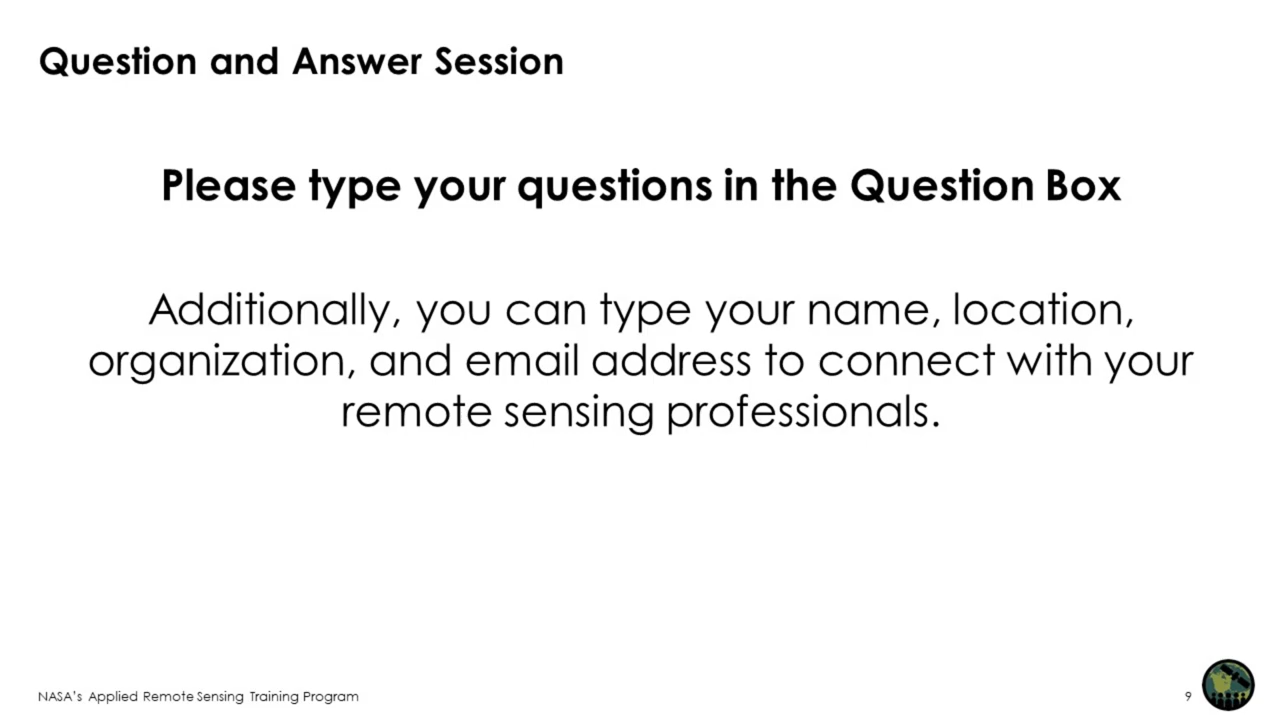 Question and Answer Session
Please type your questions in the Question Box
Additionally, you can type your name, location,
organization, and email address to connect with your
remote sensing professionals.
NASA's Applied Remote Sensing Training Program
9